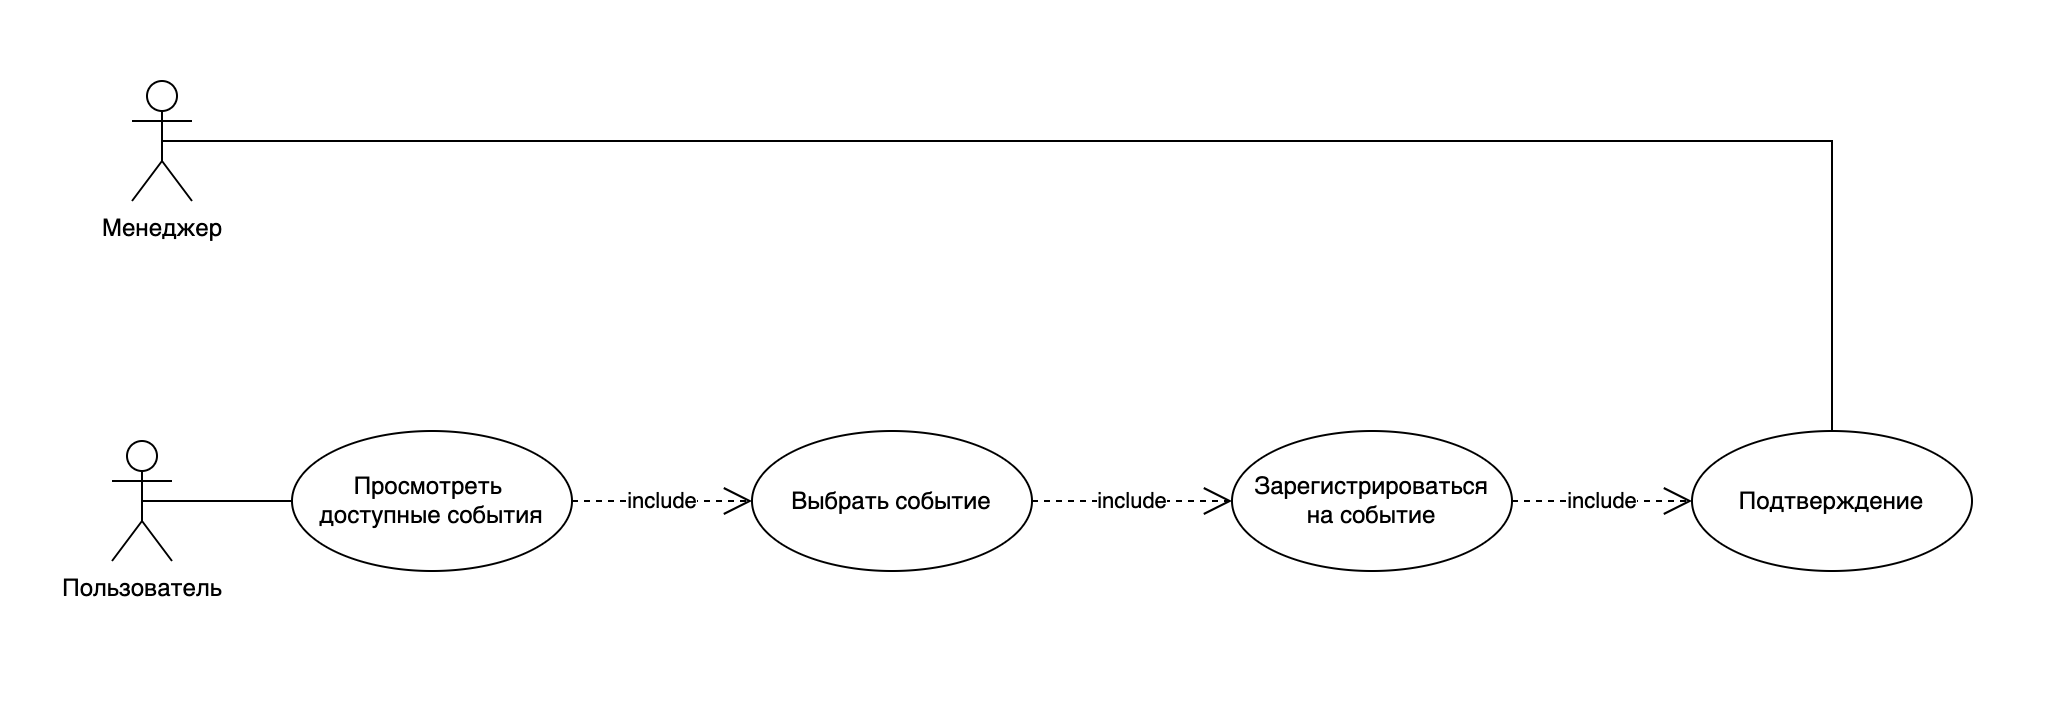 Менеджер
Просмотреть
доступные события
include
Выбрать событие
include
Зарегистрироваться
на событие
include
Подтверждение
Пользователь